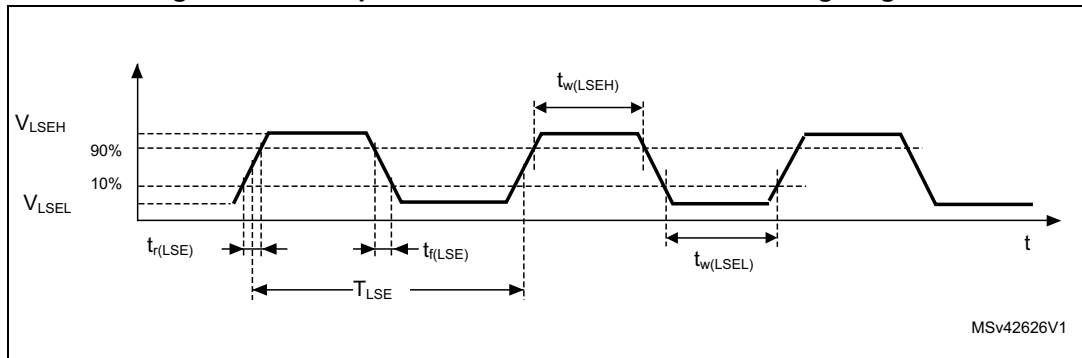 V_LSEH
90%
10%
V_LSEL
t_r(LSE)
t_f(LSE)
T_LSE
t_w(LSEH)
t_w(LSEL)
t
MSv42626V1